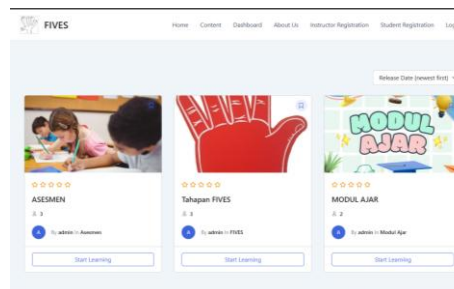 FIVES
Home Content Dashboard About Us Instructor Registration Student Registration
Release Date (newest first)
MODUL
AJAR
ASESMEN
3
A By admin in Asesmen
Start Learning
Tahapan FIVES
3
A By admin in FIVES
Start Learning
MODUL AJAR
2
A By admin in Modul Ajar
Start Learning